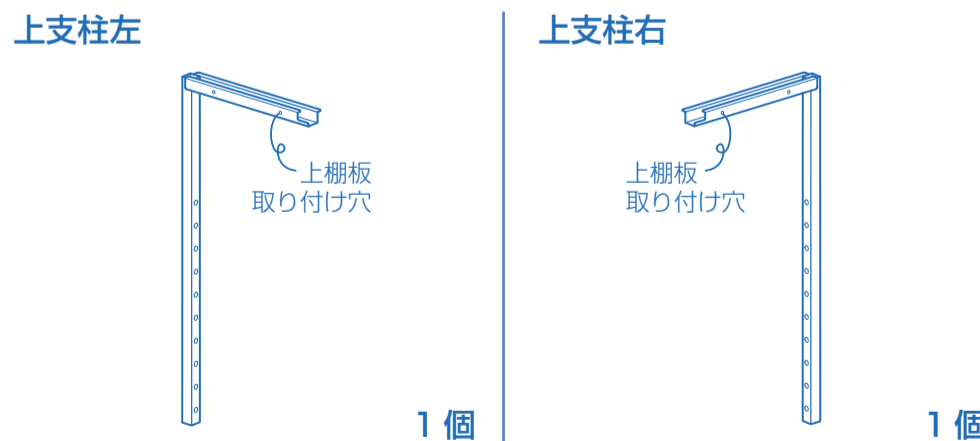 上支柱左
上棚板
取り付け穴
1 個
上支柱右
上棚板
取り付け穴
1 個